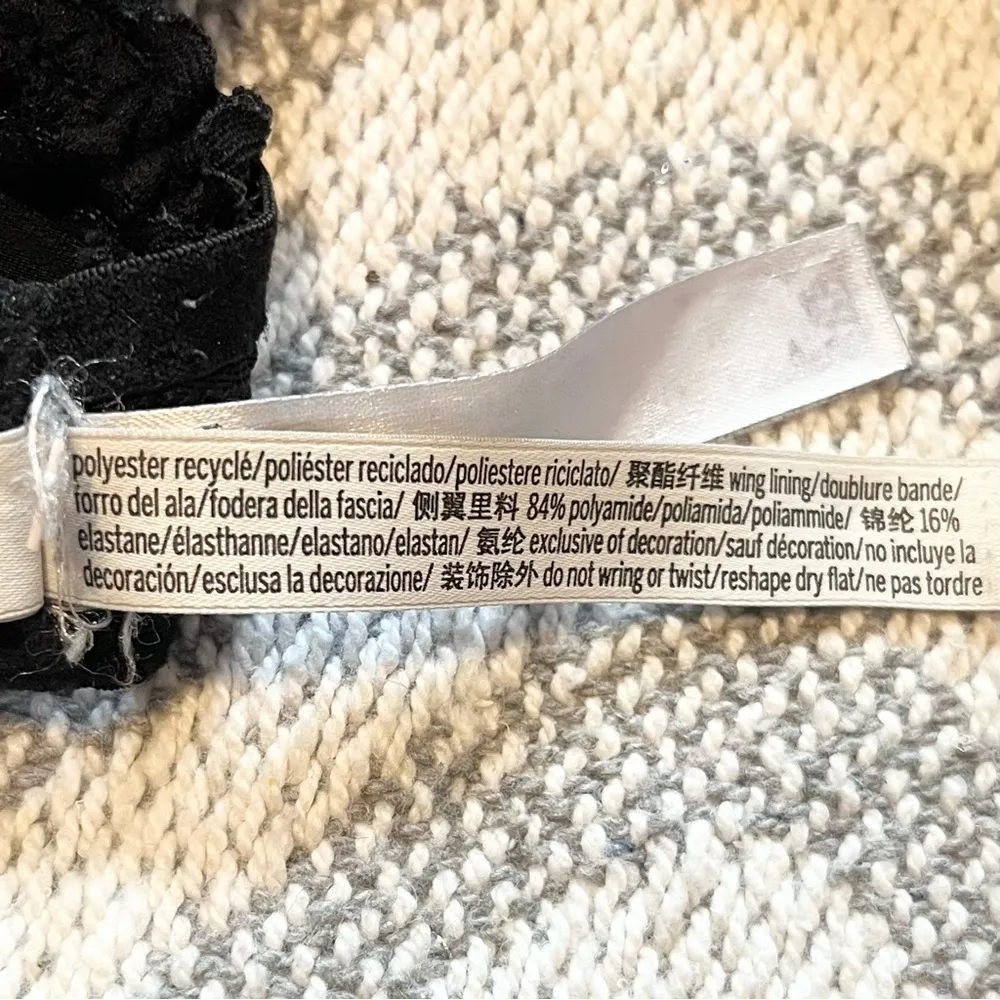 polyester recyclé/poliéster reciclado/poliestere riciclato/ 聚酯纤维 wing lining/doublure bande/
forro del ala/fodera della fascia/ 侧翼里料 84% polyamide/poliamida/poliammide/ 锦纶 16%
elastane/élasthanne/elastano/elastan/ 氨纶 exclusive of decoration/sauf décoration/no incluye la
decoración/esclusa la decorazione/ 装饰除外 do not wring or twist/reshape dry flat/ne pas tordre